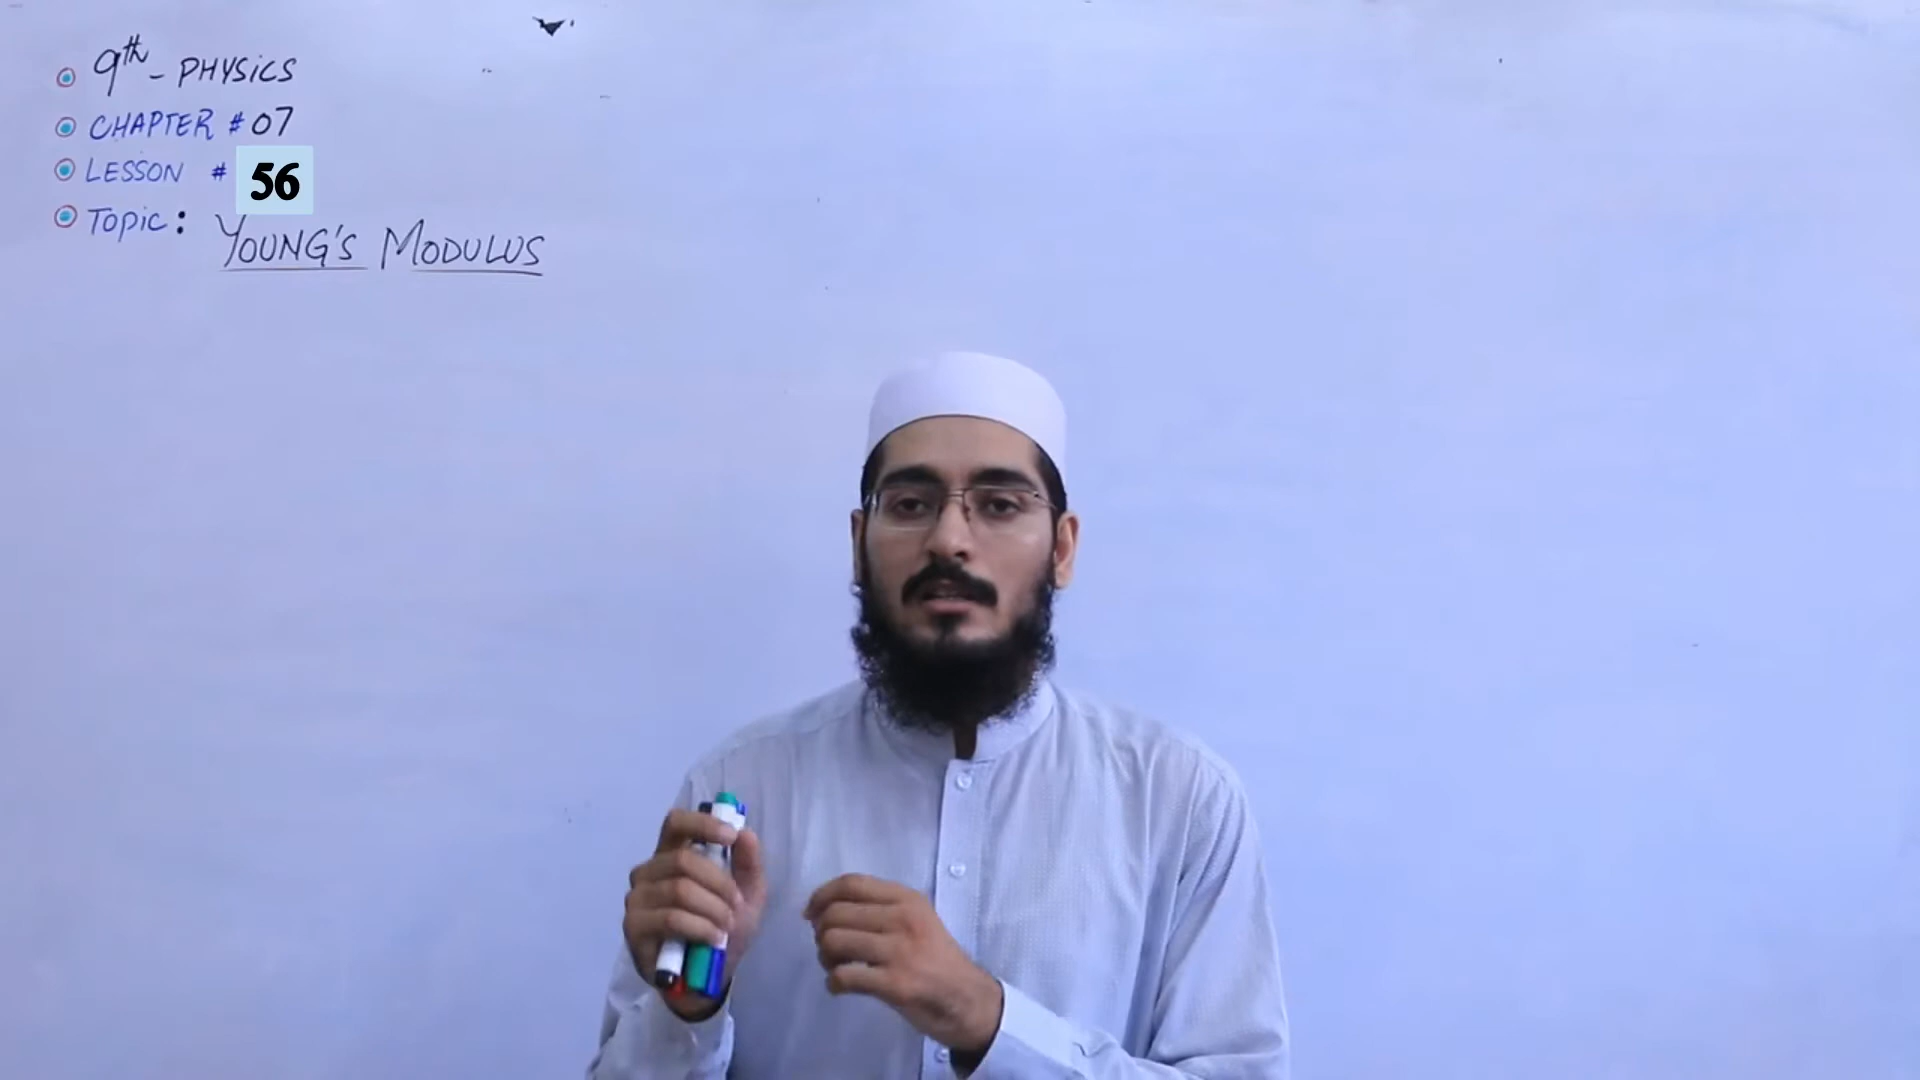 9th - PHYSICS
CHAPTER # 07
LESSON # 56
Topic: YOUNG'S MODULUS